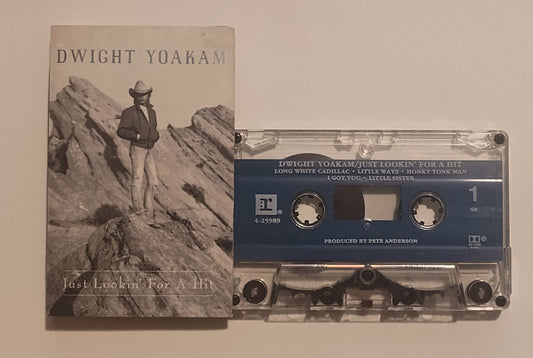 DWIGHT YOAKAM
Just Lookin' For A Hit
DWIGHT YOAKAM/JUST LOOKIN' FOR A HIT
LONG WHITE CADILLAC • LITTLE WAYS • HONKY TONK MAN
I GOT YOU • LITTLE SISTER
1
4-25989
PRODUCED BY PETE ANDERSON